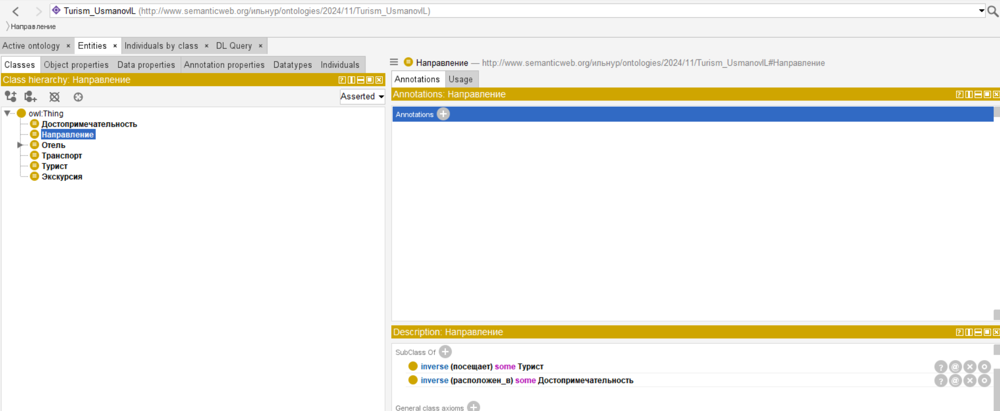 Turism_UsmanovIL (http://www.semanticweb.org/ильнур/ontologies/2024/11/Turism_UsmanovIL)
Направление
Active ontology × Entities × Individuals by class × DL Query ×
Classes Object properties Data properties Annotation properties Datatypes Individuals
Class hierarchy: Направление
Asserted
owl:Thing
Достопримечательность
Направление
Отель
Транспорт
Турист
Экскурсия
Направление — http://www.semanticweb.org/ильнур/ontologies/2024/11/Turism_UsmanovIL#Направление
Annotations Usage
Annotations: Направление
Annotations
Description: Направление
SubClass Of
inverse (посещает) some Турист
inverse (расположен_в) some Достопримечательность
General class axioms